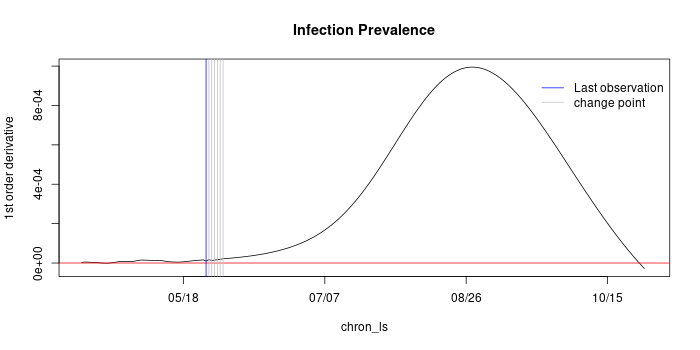 Infection Prevalence
1st order derivative
8e-04
4e-04
0e+00
Last observation
change point
05/18
07/07
08/26
10/15
chron_ls